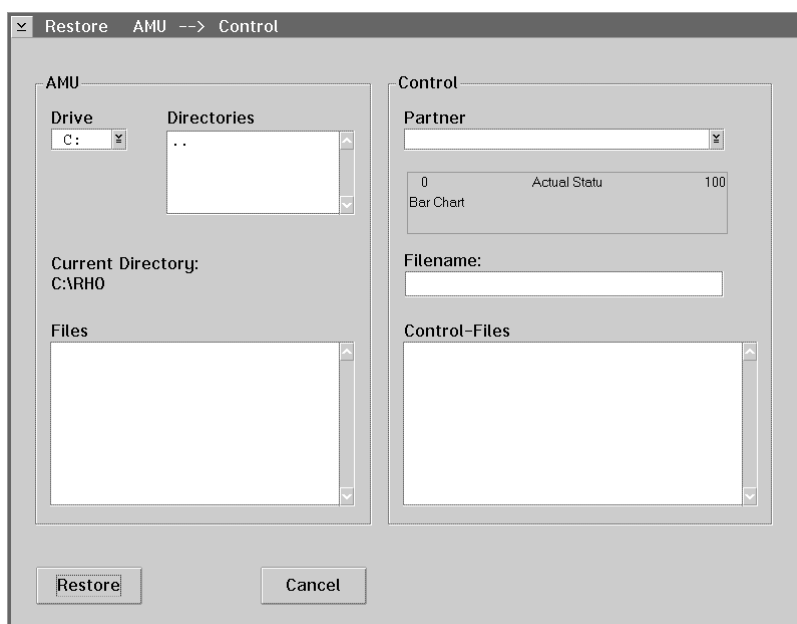 Restore AMU --> Control
AMU
Drive
C:
Directories
..
Current Directory:
C:\RHO
Files
Control
Partner
0 Actual Statu 100
Bar Chart
Filename:
Control-Files
Restore
Cancel